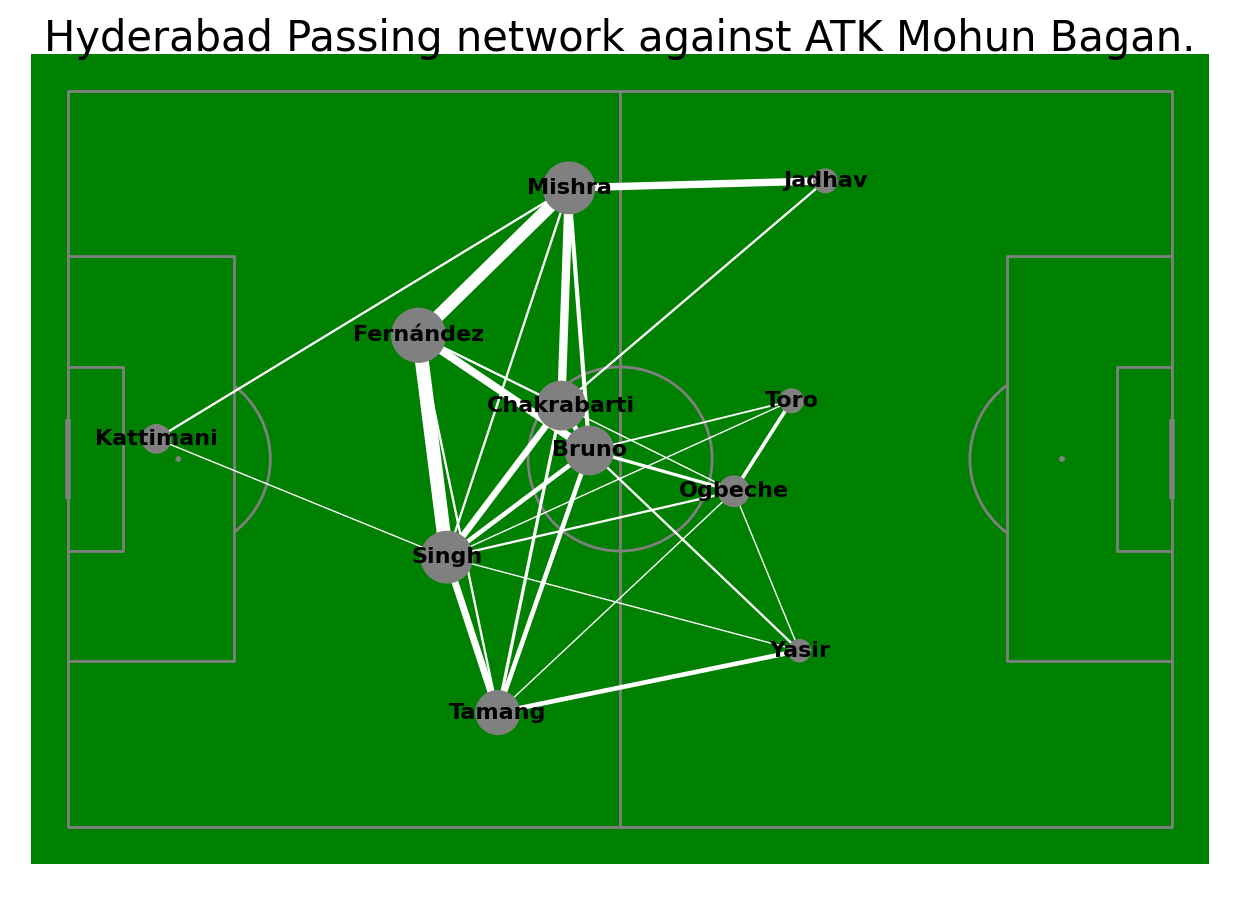 Hyderabad Passing network against ATK Mohun Bagan.
Jadhav
Mishra
Fernández
Toro
Chakrabarti
Kattimani
Bruno
Ogbeche
Singh
Yasir
Tamang